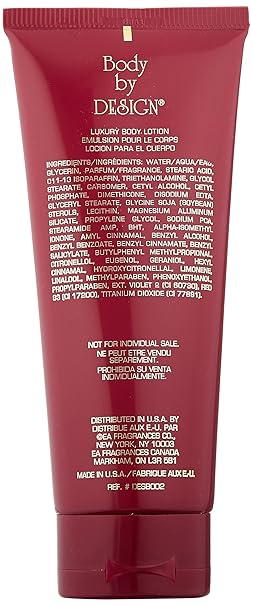 Body
by
DESIGN®
LUXURY BODY LOTION
EMULSION POUR LE CORPS
LOCION PARA EL CUERPO
INGREDIENTS/INGRÉDIENTS: WATER/AQUA/EAU,
GLYCERIN, PARFUM/FRAGRANCE, STEARIC ACID,
C11-13 ISOPARAFFIN, TRIETHANOLAMINE, GLYCOL
STEARATE, CARBOMER, CETYL ALCOHOL, CETYL
PHOSPHATE, DIMETHICONE, DISODIUM EDTA,
GLYCERYL STEARATE, GLYCINE SOJA (SOYBEAN)
STEROLS, LECITHIN, MAGNESIUM ALUMINUM
SILICATE, PROPYLENE GLYCOL, SODIUM PCA,
STEARAMIDE AMP, BHT, ALPHA-ISOMETHYL
IONONE, AMYL CINNAMAL, BENZYL ALCOHOL,
BENZYL BENZOATE, BENZYL CINNAMATE, BENZYL
SALICYLATE, BUTYLPHENYL METHYLPROPIONAL,
CITRONELLOL, EUGENOL, GERANIOL, HEXYL
CINNAMAL, HYDROXYCITRONELLAL, LIMONENE,
LINALOOL, METHYLPARABEN, PHENOXYETHANOL,
PROPYLPARABEN, EXT. VIOLET 2 (CI 60730), RED
33 (CI 17200), TITANIUM DIOXIDE (CI 77891).
NOT FOR INDIVIDUAL SALE.
NE PEUT ETRE VENDU
SEPAREMENT.
PROHIBIDA SU VENTA
INDIVIDUALMENTE.
DISTRIBUTED IN U.S.A. BY
DISTRIBUE AUX E.-U. PAR
©EA FRAGRANCES CO.,
NEW YORK, NY 10003
EA FRAGRANCES CANADA
MARKHAM, ON L3R 5B1
MADE IN U.S.A./FABRIQUE AUX E.-U.
REF. # DESB002